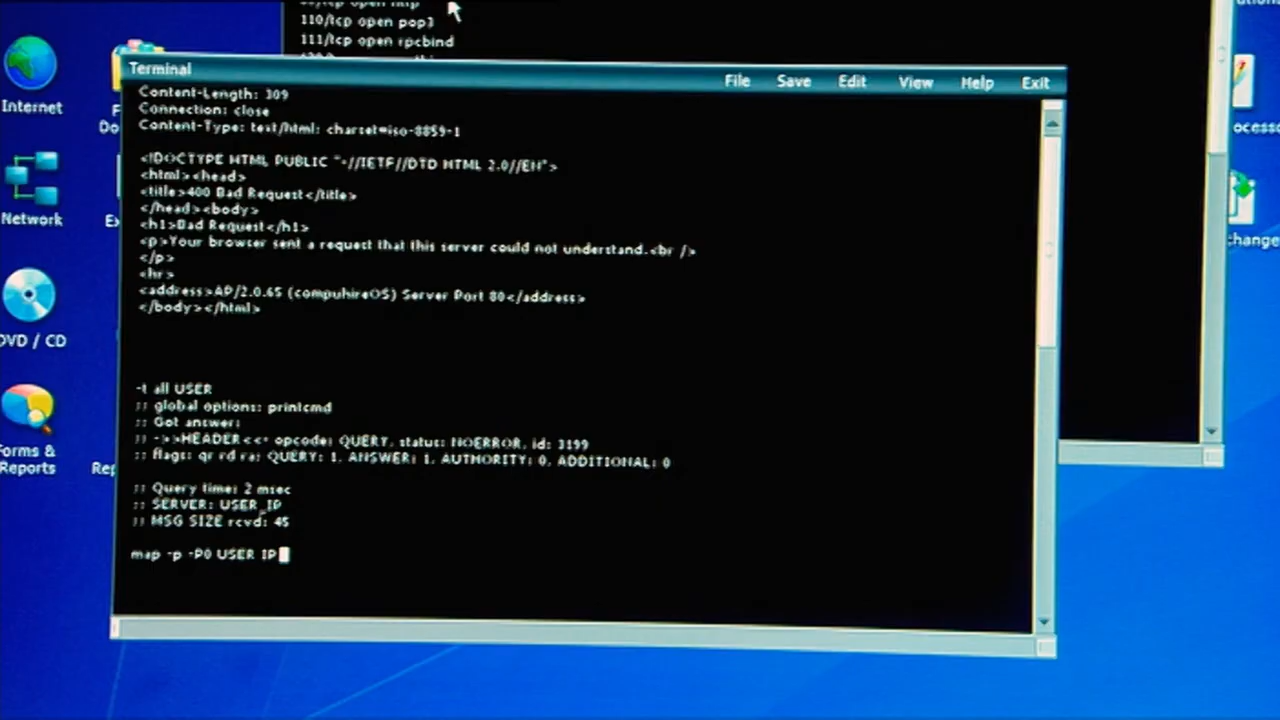 110/tcp open pop3
111/tcp open rpcbind
Terminal
File Save Edit View Help Exit
Content-Length: 309
Connection: close
Content-Type: text/html: charset=iso-8859-1
<!DOCTYPE HTML PUBLIC "-//IETF//DTD HTML 2.0//EN">
<html><head>
<title>400 Bad Request</title>
</head><body>
<h1>Bad Request</h1>
<p>Your browser sent a request that this server could not understand.<br />
</p>
<hr>
<address>AP/2.0.65 (compuhireOS) Server Port 80</address>
</body></html>
-t all USER
;; global options: printcmd
;; Got answer:
;; ->>HEADER<<- opcode: QUERY, status: NOERROR, id: 3199
;; flags: qr rd ra: QUERY: 1, ANSWER: 1, AUTHORITY: 0, ADDITIONAL: 0
;; Query time: 2 msec
;; SERVER: USER_IP
;; MSG SIZE rcvd: 45
map -p -P0 USER IP
Internet
Network
DVD / CD
Forms &
Reports